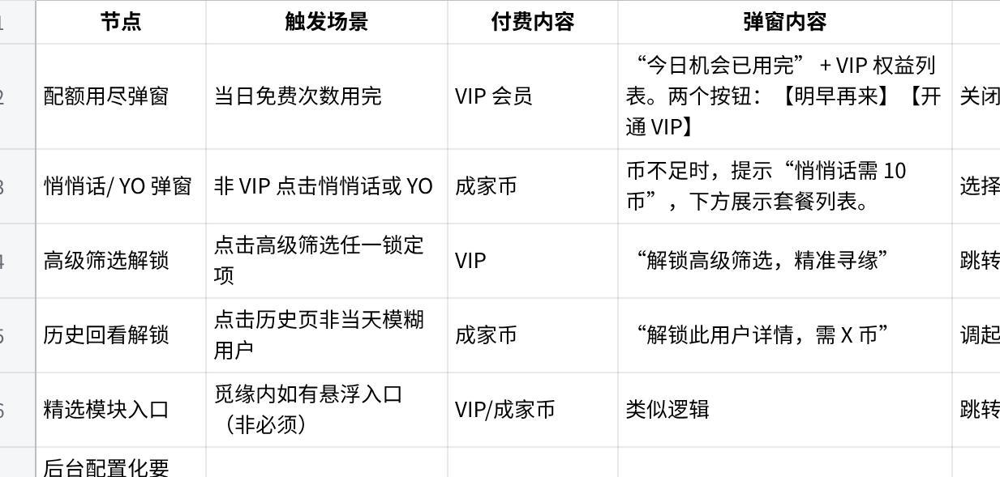 1 节点 触发场景 付费内容 弹窗内容
2 配额用尽弹窗 当日免费次数用完 VIP 会员 “今日机会已用完” + VIP 权益列
表。两个按钮：【明早再来】【开
通 VIP】 关闭
3 悄悄话/ YO 弹窗 非 VIP 点击悄悄话或 YO 成家币 币不足时，提示“悄悄话需 10
币”，下方展示套餐列表。 选择
4 高级筛选解锁 点击高级筛选任一锁定
项 VIP “解锁高级筛选，精准寻缘” 跳转
5 历史回看解锁 点击历史页非当天模糊
用户 成家币 “解锁此用户详情，需 X 币” 调起
6 精选模块入口 觅缘内如有悬浮入口
（非必须） VIP/成家币 类似逻辑 跳转
后台配置化要